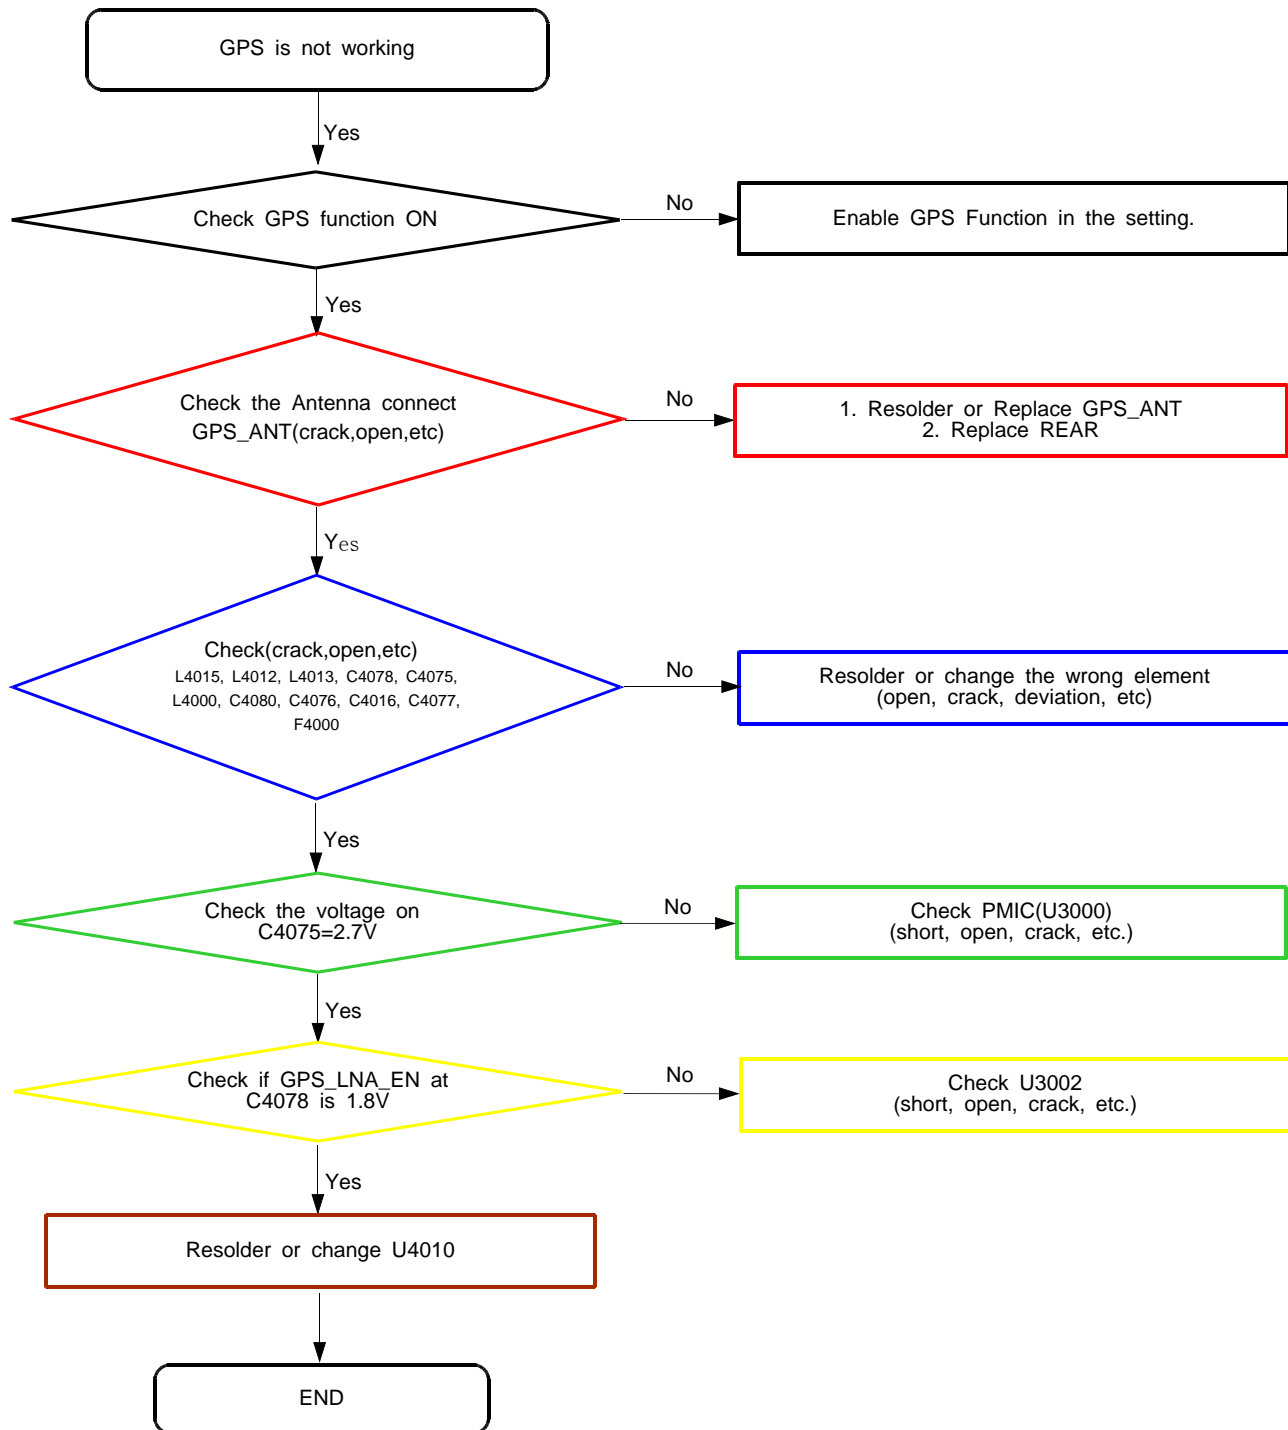 GPS is not working
Yes
Check GPS function ON
No
Enable GPS Function in the setting.
Yes
Check the Antenna connect
GPS_ANT(crack,open,etc)
No
1. Resolder or Replace GPS_ANT
2. Replace REAR
Yes
Check(crack,open,etc)
L4015, L4012, L4013, C4078, C4075,
L4000, C4080, C4076, C4016, C4077,
F4000
No
Resolder or change the wrong element
(open, crack, deviation, etc)
Yes
Check the voltage on
C4075=2.7V
No
Check PMIC(U3000)
(short, open, crack, etc.)
Yes
Check if GPS_LNA_EN at
C4078 is 1.8V
No
Check U3002
(short, open, crack, etc.)
Yes
Resolder or change U4010
END